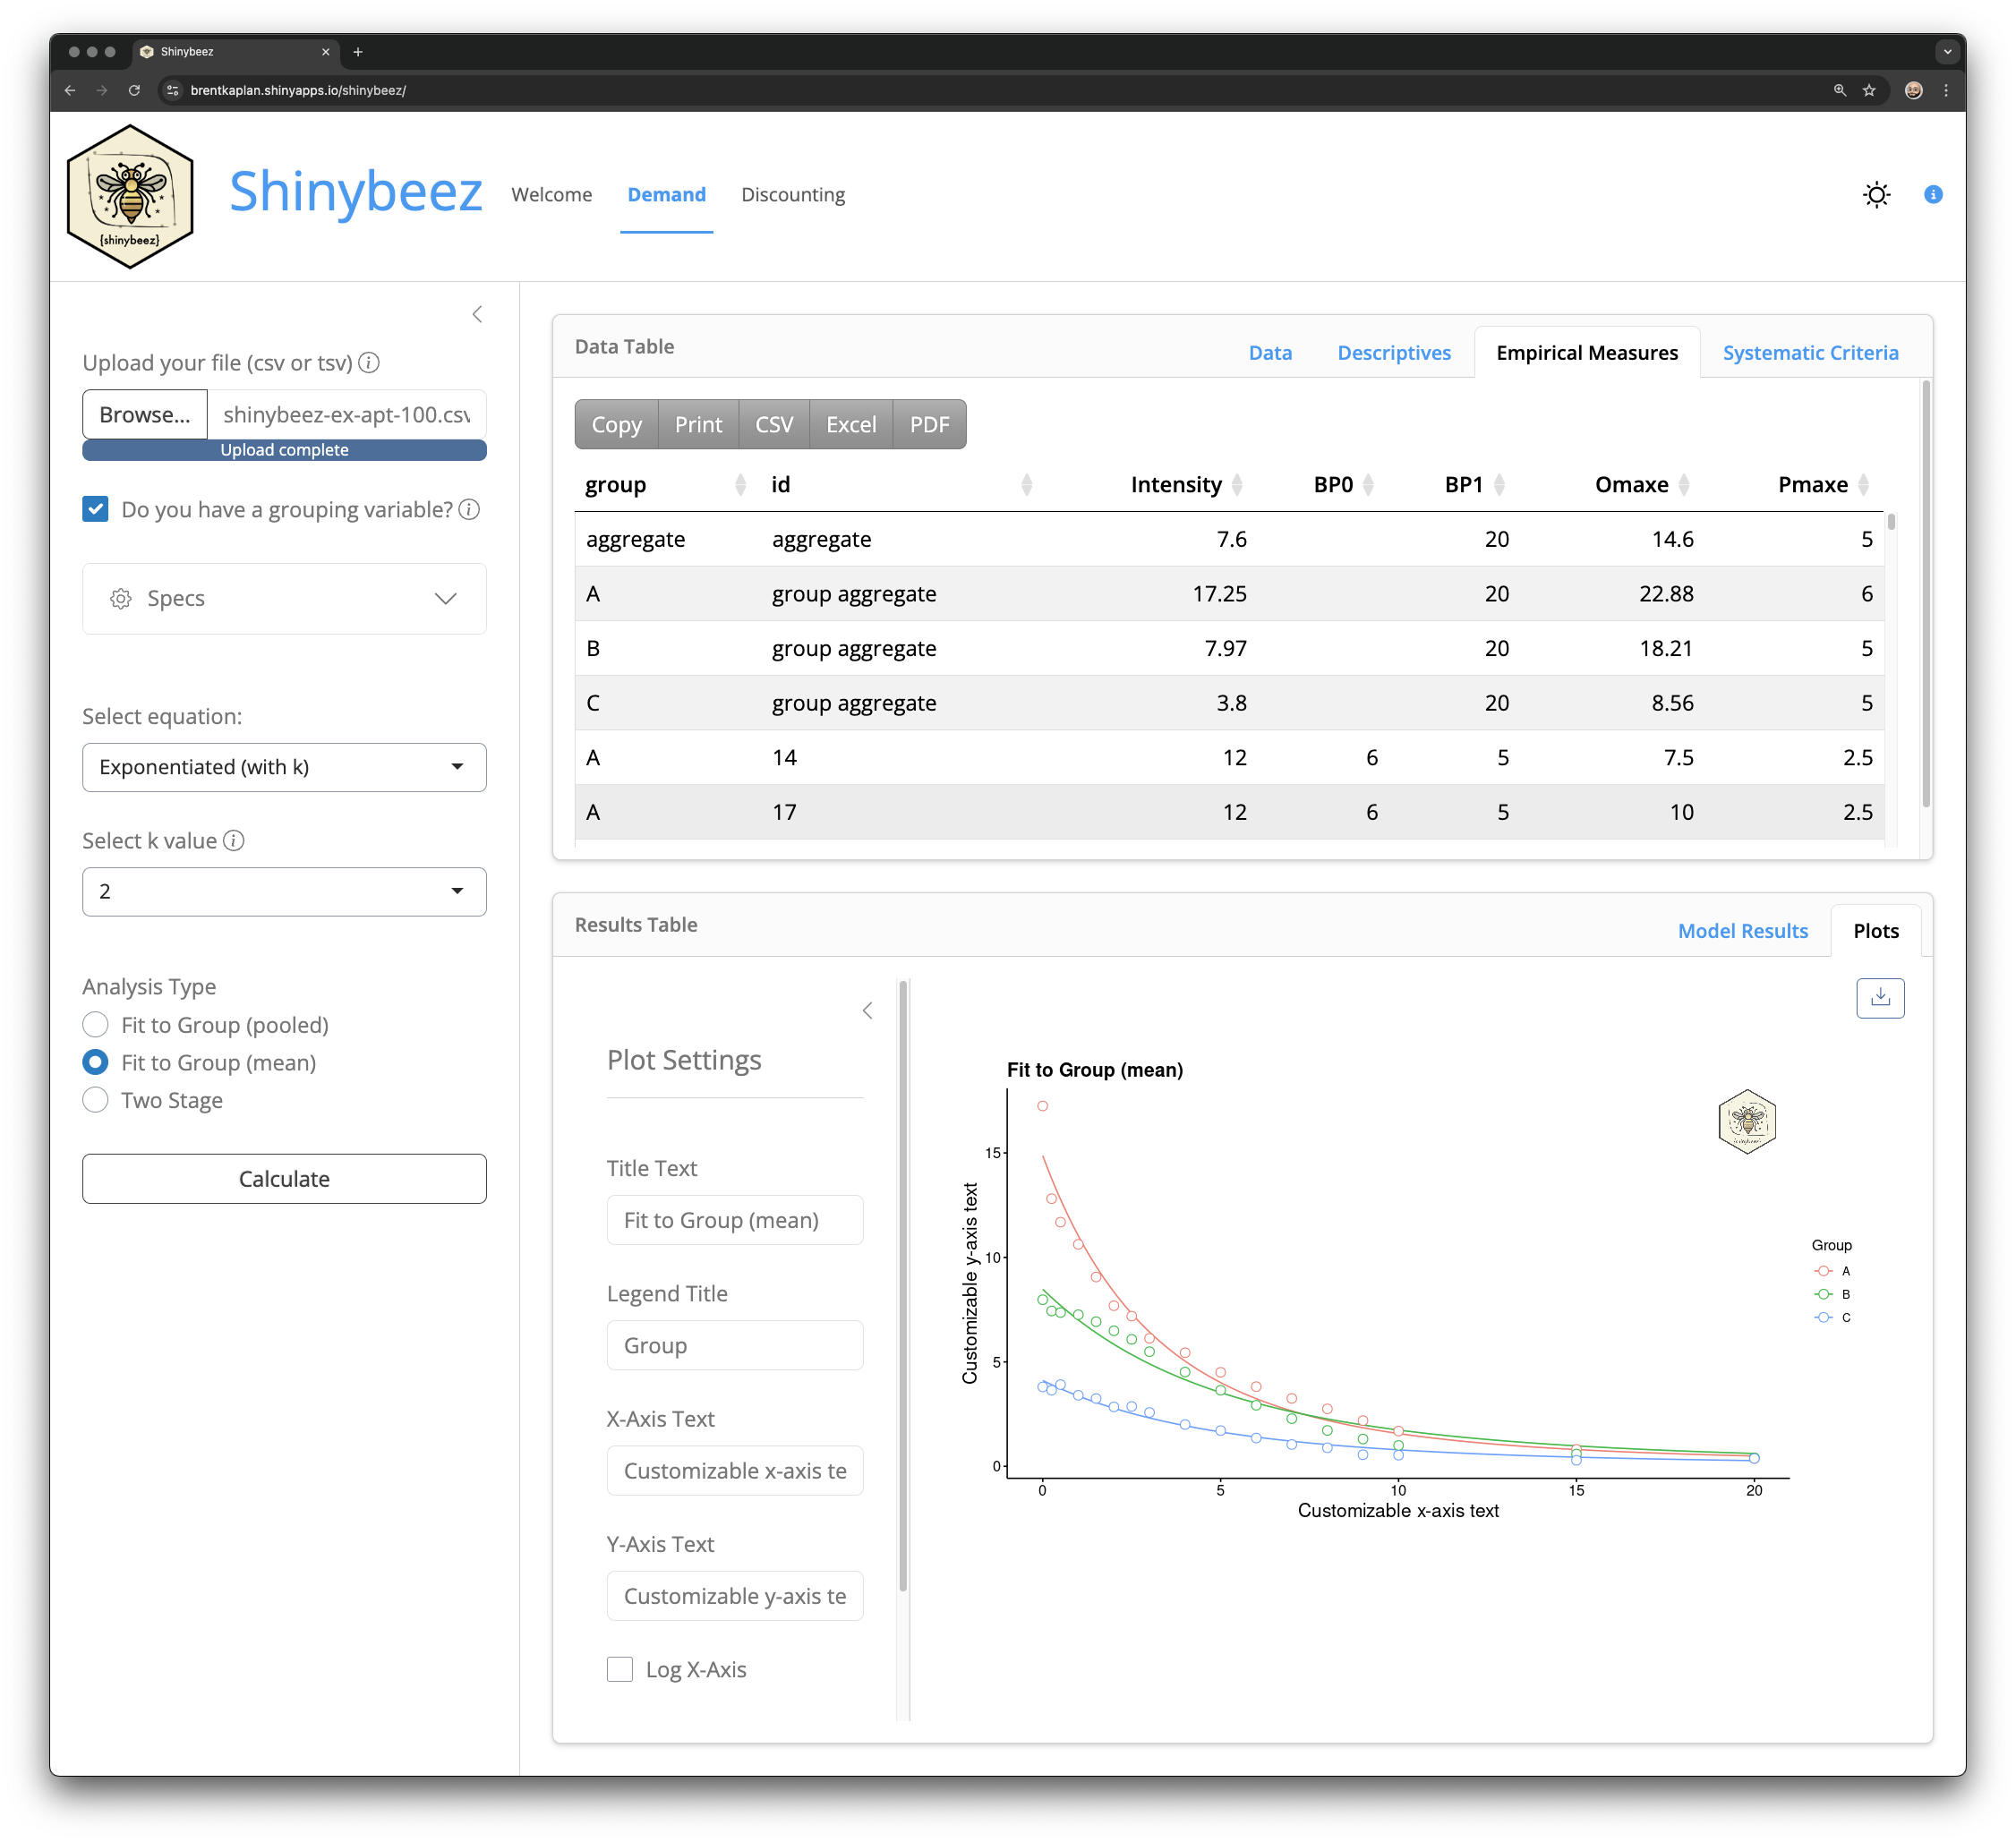 Shinybeez
brentkaplan.shinyapps.io/shinybeez/
{shinybeez}
Shinybeez
Welcome
Demand
Discounting
Upload your file (csv or tsv)
Browse...
shinybeez-ex-apt-100.csv
Upload complete
Do you have a grouping variable?
Specs
Select equation:
Exponentiated (with k)
Select k value
2
Analysis Type
Fit to Group (pooled)
Fit to Group (mean)
Two Stage
Calculate
Data Table
Data
Descriptives
Empirical Measures
Systematic Criteria
Copy Print CSV Excel PDF
group id Intensity BP0 BP1 Omaxe Pmaxe
aggregate aggregate 7.6 20 14.6 5
A group aggregate 17.25 20 22.88 6
B group aggregate 7.97 20 18.21 5
C group aggregate 3.8 20 8.56 5
A 14 12 6 5 7.5 2.5
A 17 12 6 5 10 2.5
Results Table
Model Results
Plots
Plot Settings
Title Text
Fit to Group (mean)
Legend Title
Group
X-Axis Text
Customizable x-axis te
Y-Axis Text
Customizable y-axis te
Log X-Axis
Fit to Group (mean)
Customizable y-axis text
15
10
5
0
0 5 10 15 20
Customizable x-axis text
Group
A
B
C